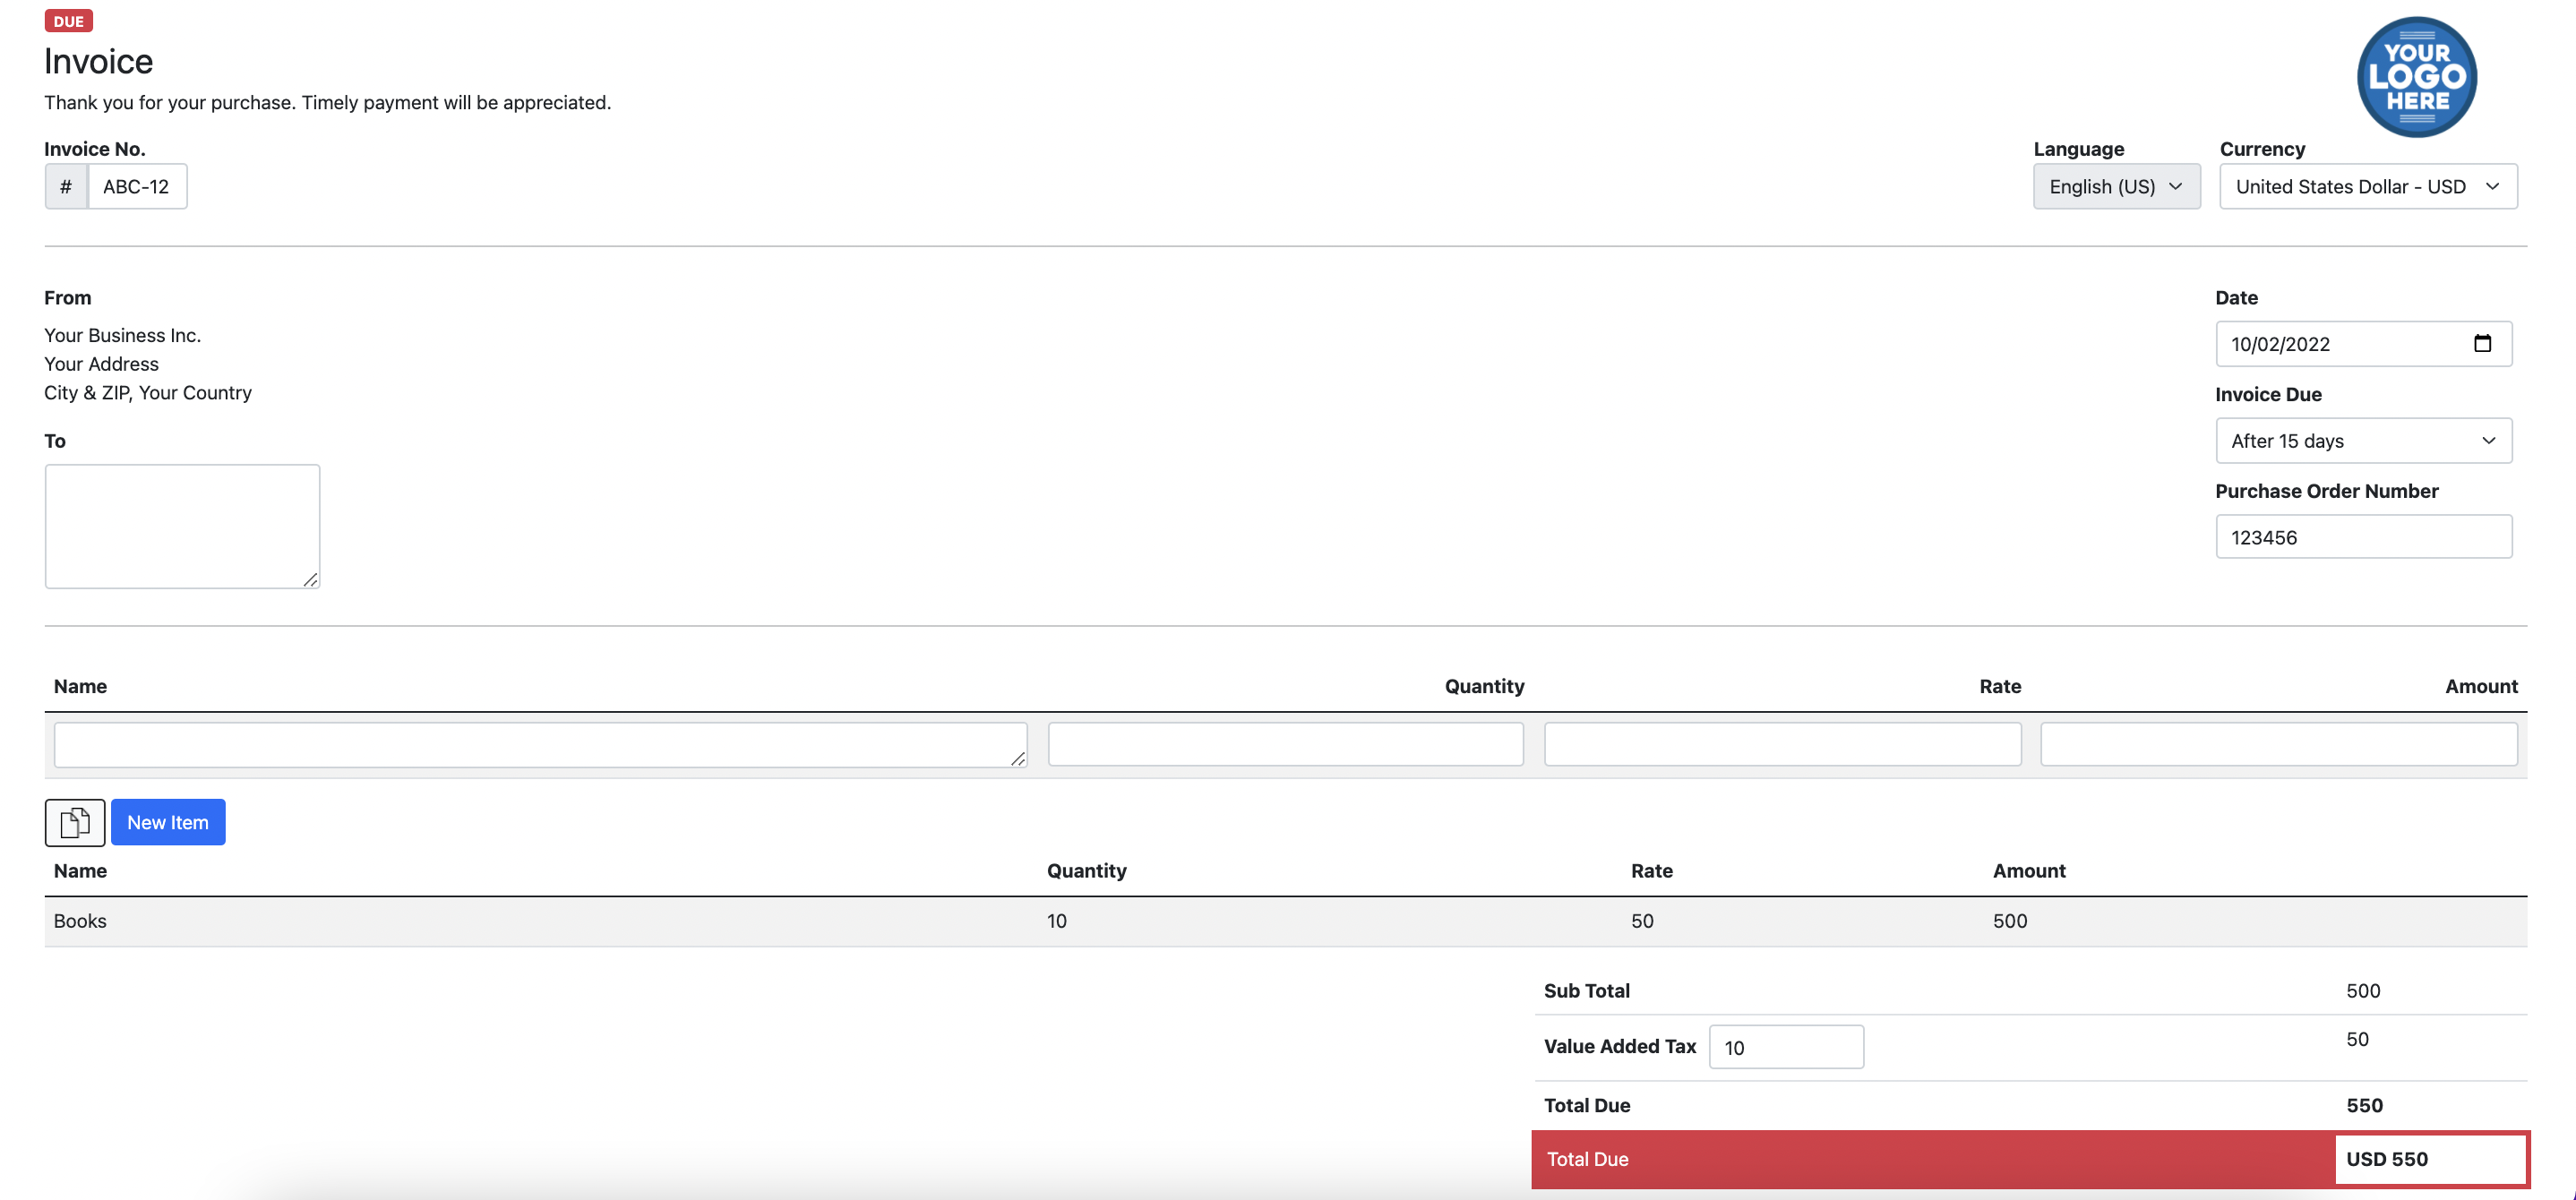 DUE
Invoice
Thank you for your purchase. Timely payment will be appreciated.
YOUR
LOGO
HERE
Invoice No.
# ABC-12
Language
English (US)
Currency
United States Dollar - USD
From
Your Business Inc.
Your Address
City & ZIP, Your Country
To
Date
10/02/2022
Invoice Due
After 15 days
Purchase Order Number
123456
Name Quantity Rate Amount
New Item
Name Quantity Rate Amount
Books 10 50 500
Sub Total 500
Value Added Tax 10 50
Total Due 550
Total Due USD 550